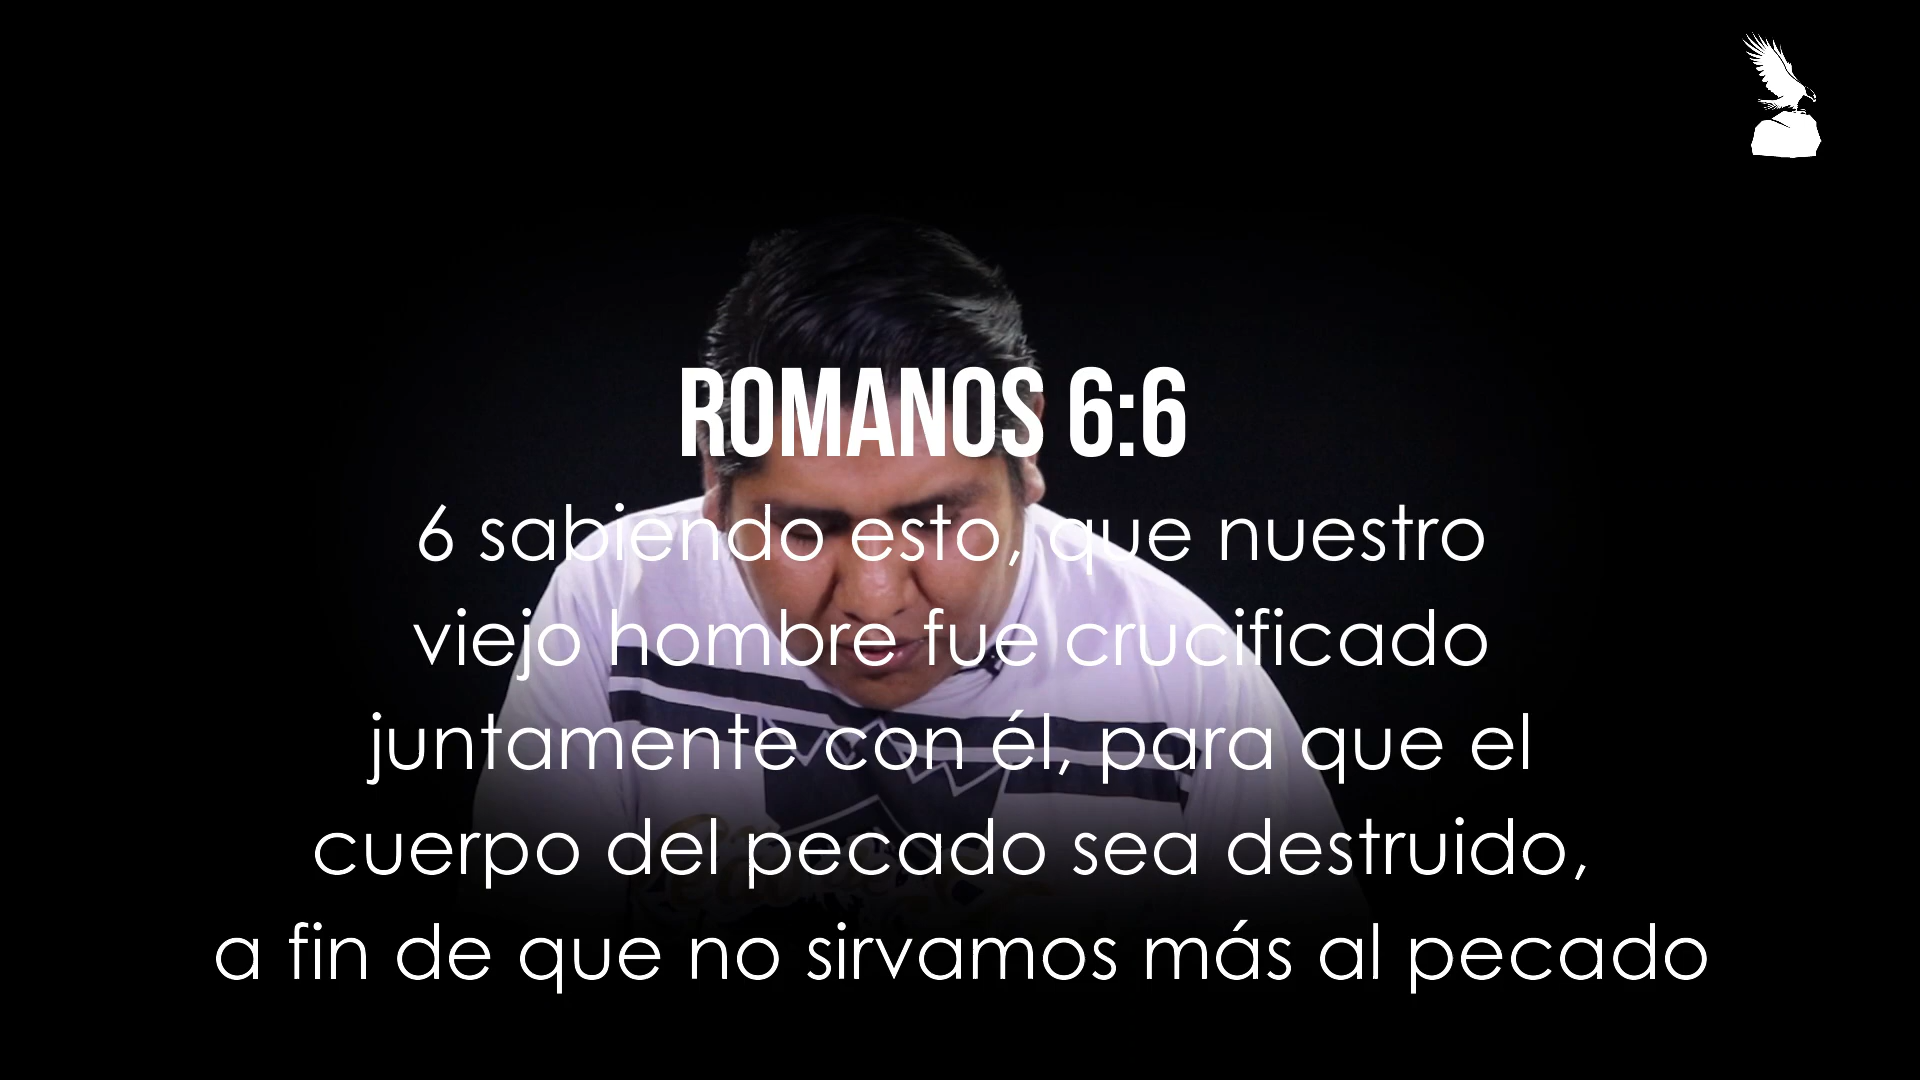 ROMANOS 6:6
6 sabiendo esto, que nuestro
viejo hombre fue crucificado
juntamente con él, para que el
cuerpo del pecado sea destruido,
a fin de que no sirvamos más al pecado